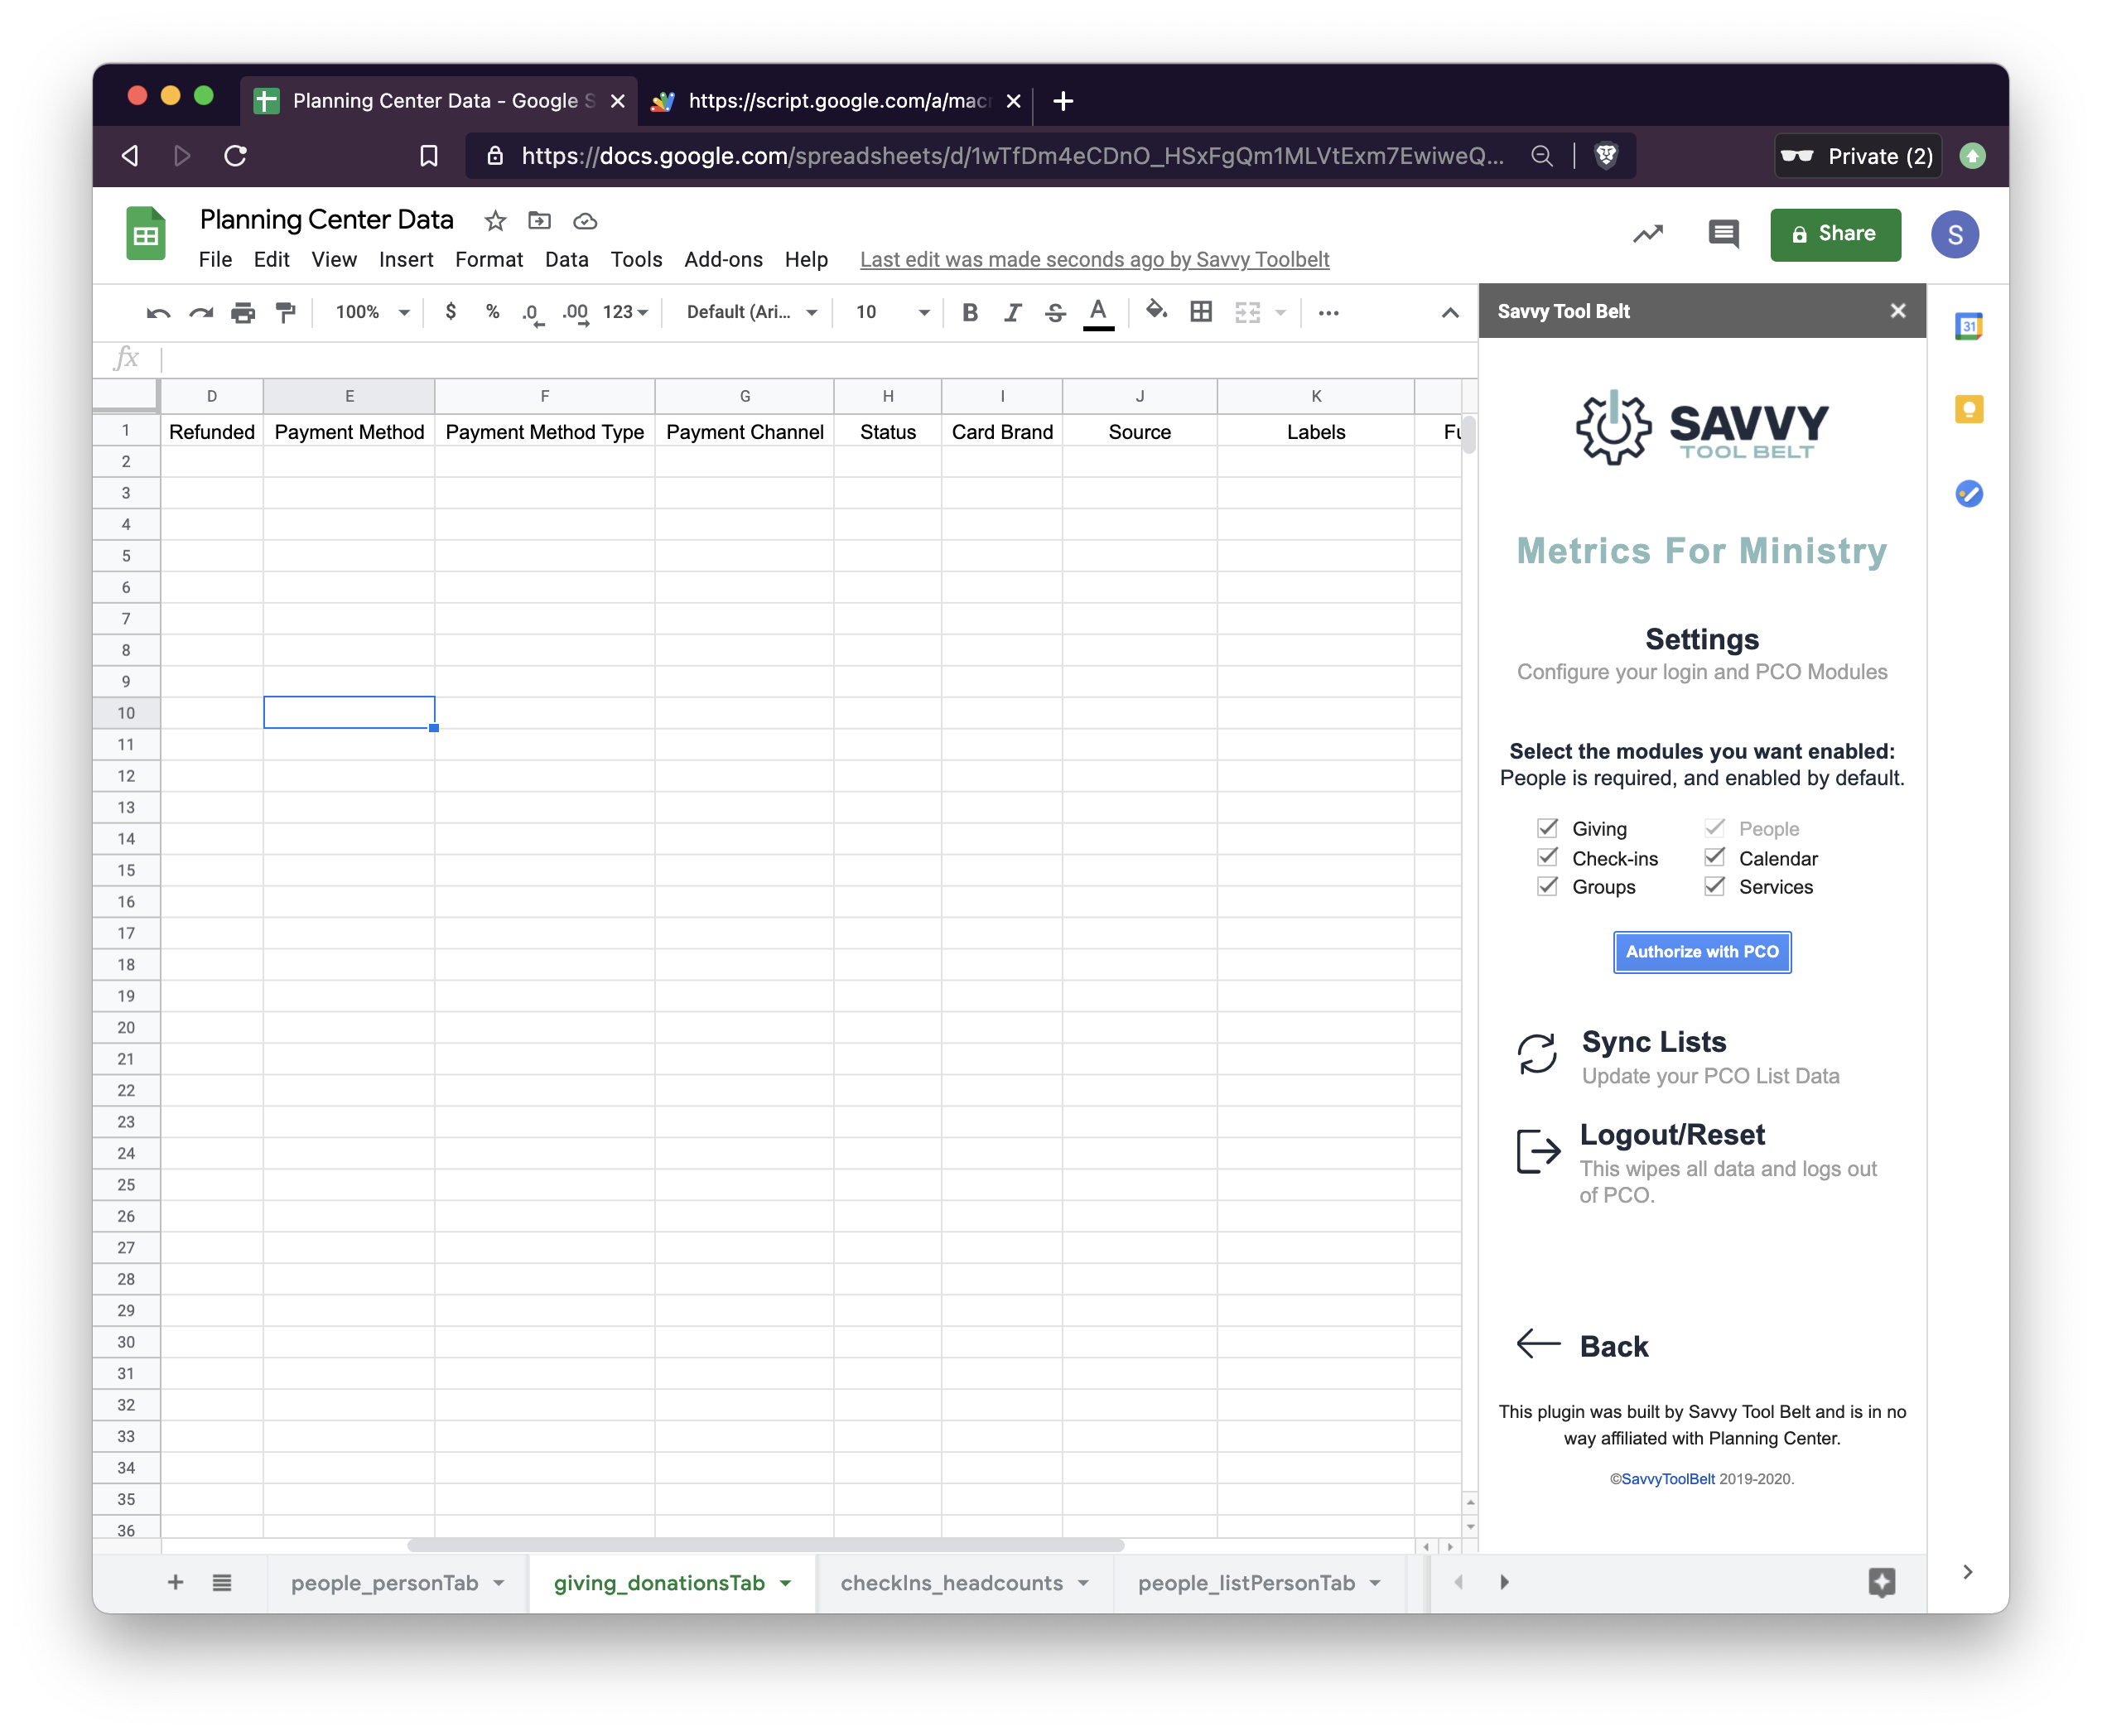 Planning Center Data - Google S
https://script.google.com/a/mac
https://docs.google.com/spreadsheets/d/1wTfDm4eCDnO_HSxFgQm1MLVtExm7EwiweQ...
Private (2)
Planning Center Data
Share
S
File Edit View Insert Format Data Tools Add-ons Help Last edit was made seconds ago by Savvy Toolbelt
100% $ % .0 .00 123 Default (Ari... 10 B I S A ...
fx
D E F G H I J K
1 Refunded Payment Method Payment Method Type Payment Channel Status Card Brand Source Labels Fu
2
3
4
5
6
7
8
9
10
11
12
13
14
15
16
17
18
19
20
21
22
23
24
25
26
27
28
29
30
31
32
33
34
35
36
people_personTab giving_donationsTab checkIns_headcounts people_listPersonTab
Savvy Tool Belt
SAVVY
TOOL BELT
Metrics For Ministry
Settings
Configure your login and PCO Modules
Select the modules you want enabled:
People is required, and enabled by default.
Giving People
Check-ins Calendar
Groups Services
Authorize with PCO
Sync Lists
Update your PCO List Data
Logout/Reset
This wipes all data and logs out
of PCO.
Back
This plugin was built by Savvy Tool Belt and is in no
way affiliated with Planning Center.
©SavvyToolBelt 2019-2020.
31